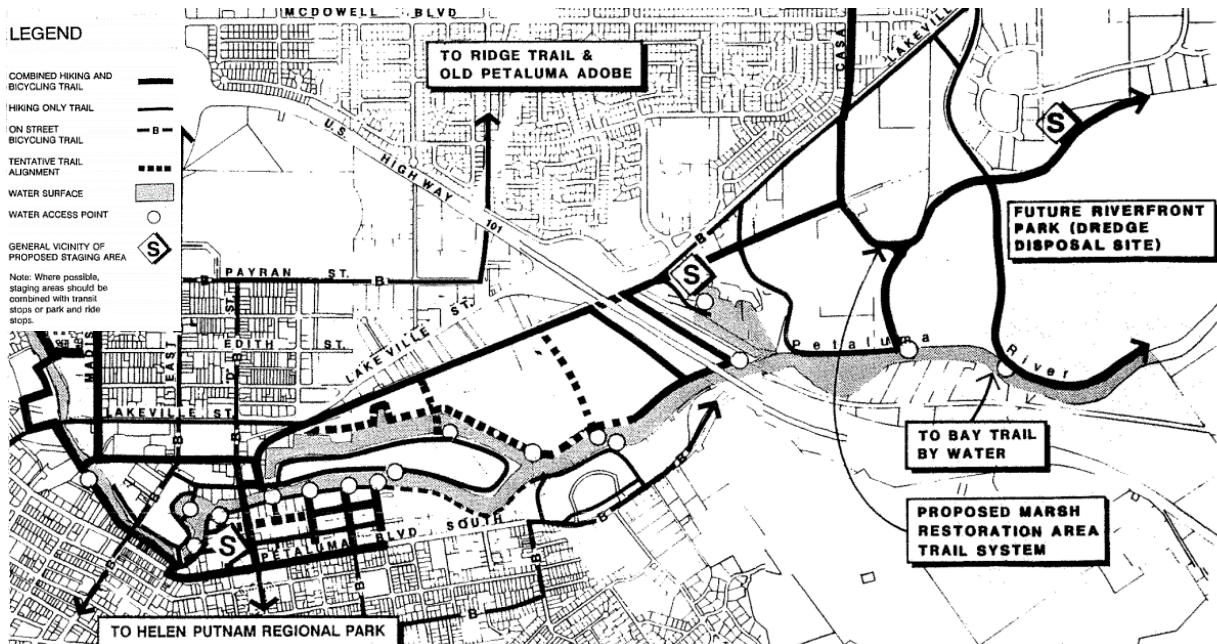 LEGEND
COMBINED HIKING AND
BICYCLING TRAIL
HIKING ONLY TRAIL
ON STREET
BICYCLING TRAIL
B
TENTATIVE TRAIL
ALIGNMENT
WATER SURFACE
WATER ACCESS POINT
GENERAL VICINITY OF
PROPOSED STAGING AREA
S
Note: Where possible,
staging areas should be
combined with transit
stops or park and ride
stops.
MCDOWELL BLVD
TO RIDGE TRAIL &
OLD PETALUMA ADOBE
CASA
LAKEVILLE
S
U.S.
HIGHWAY
101
FUTURE RIVERFRONT
PARK (DREDGE
DISPOSAL SITE)
B
S
PAYRAN ST.
B
B
B
ST.
LAKEVILLE ST.
Petaluma
River
EDITH ST.
EAST
B
LAKEVILLE ST.
B
B
B
TO BAY TRAIL
BY WATER
B
B
SOUTH
PETALUMA BLVD
S
B
B
PROPOSED MARSH
RESTORATION AREA
TRAIL SYSTEM
B
B
B
B
TO HELEN PUTNAM REGIONAL PARK